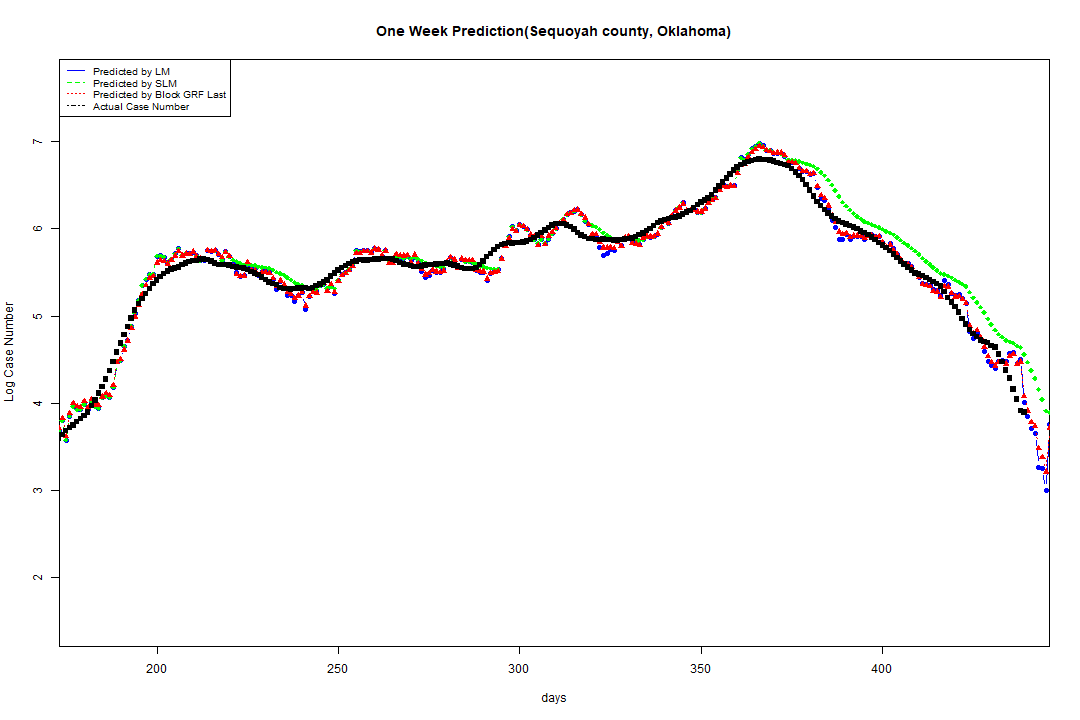 One Week Prediction(Sequoyah county, Oklahoma)
Predicted by LM
Predicted by SLM
Predicted by Block GRF Last
Actual Case Number
Log Case Number
7
6
5
4
3
2
200 250 300 350 400
days